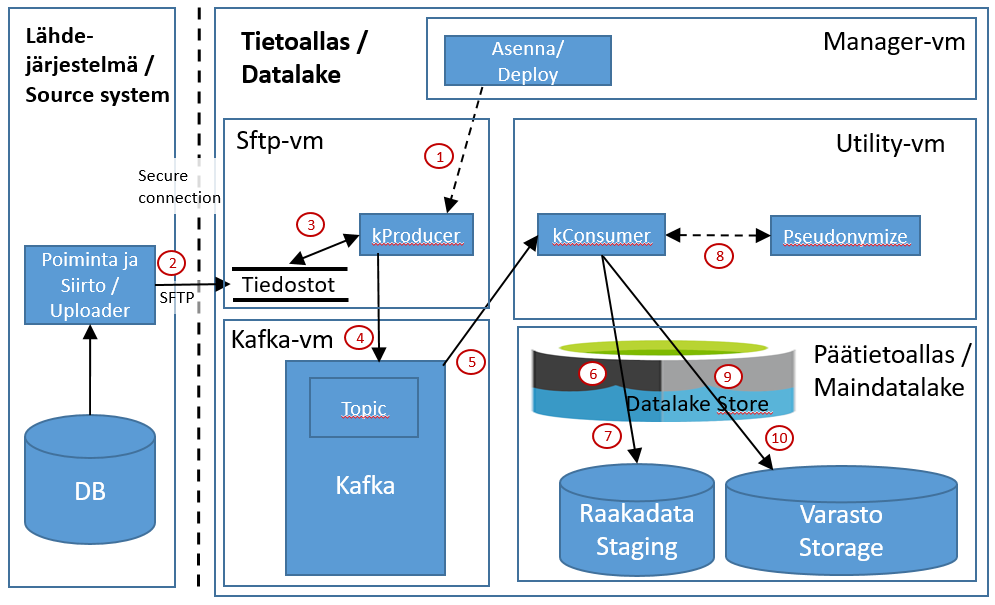 Lähde-
järjestelmä /
Source system
Tietoallas /
Datalake
Asenna/
Deploy
Manager-vm
Sftp-vm
1
Utility-vm
Secure
connection
3
kProducer
kConsumer
8
Pseudonymize
Poiminta ja
Siirto /
Uploader
2
SFTP
Tiedostot
Kafka-vm
4
5
Topic
Kafka
Päätietoallas /
Maindatalake
6
9
Datalake Store
7
10
DB
Raakadata
Staging
Varasto
Storage